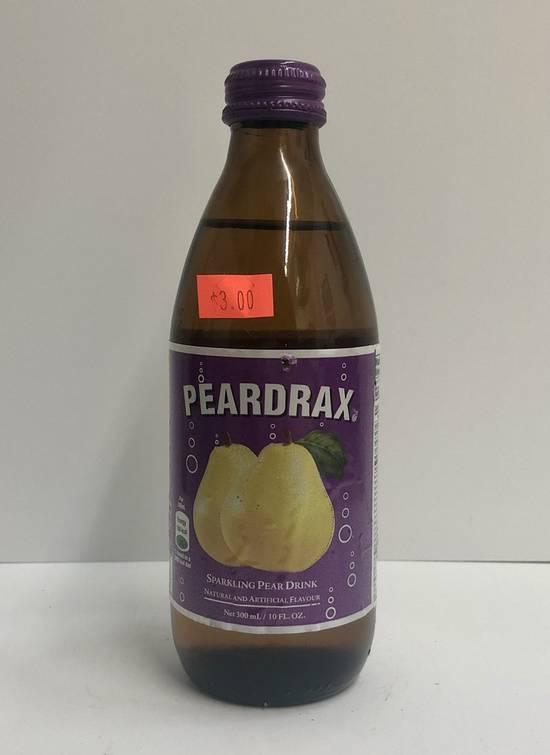 $3.00
PEARDRAX
SPARKLING PEAR DRINK
NATURAL AND ARTIFICIAL FLAVOUR
Net 300 mL / 10 FL. OZ.